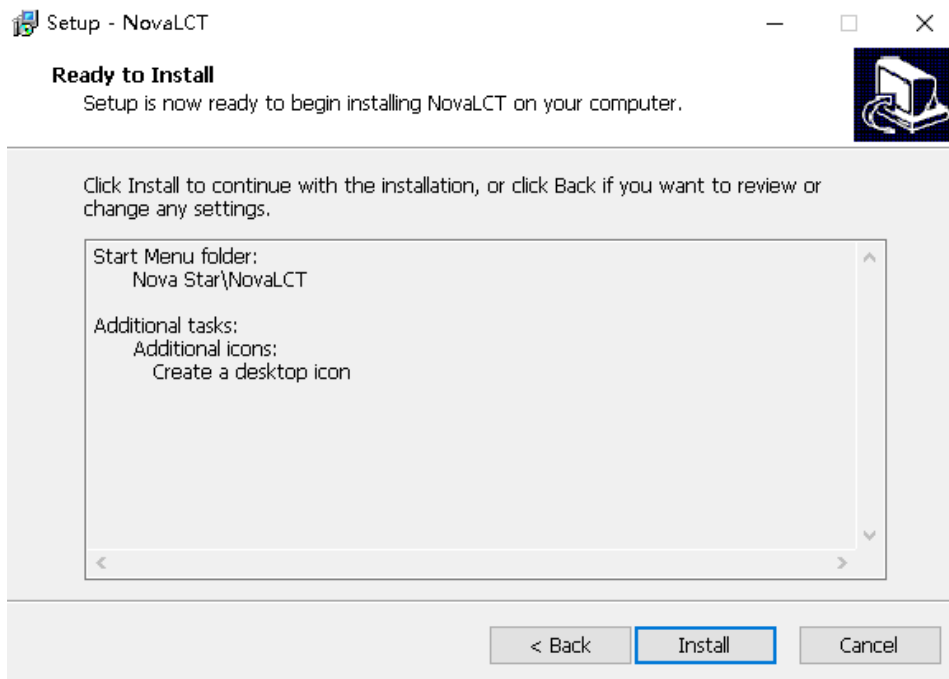 Setup - NovaLCT
Ready to Install
Setup is now ready to begin installing NovaLCT on your computer.
Click Install to continue with the installation, or click Back if you want to review or
change any settings.
Start Menu folder:
Nova Star\NovaLCT
Additional tasks:
Additional icons:
Create a desktop icon
< Back
Install
Cancel